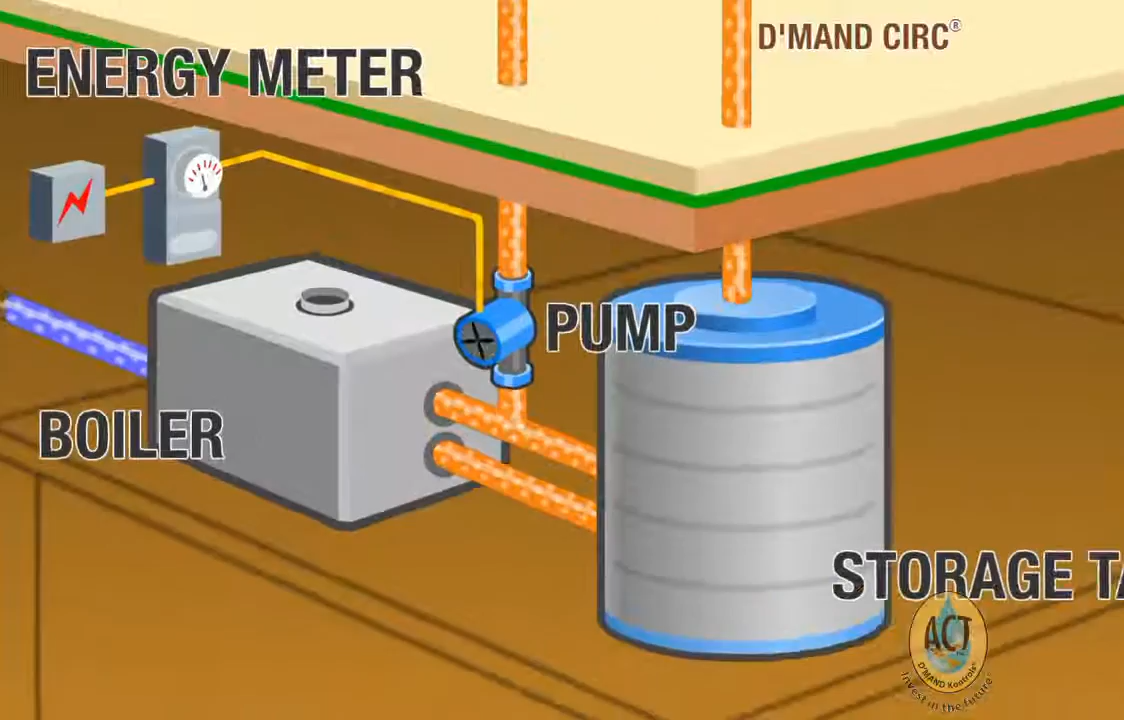 D'MAND CIRC®
ENERGY METER
PUMP
BOILER
STORAGE TA
ACT
D'MAND Kontrols®
Invest in the future